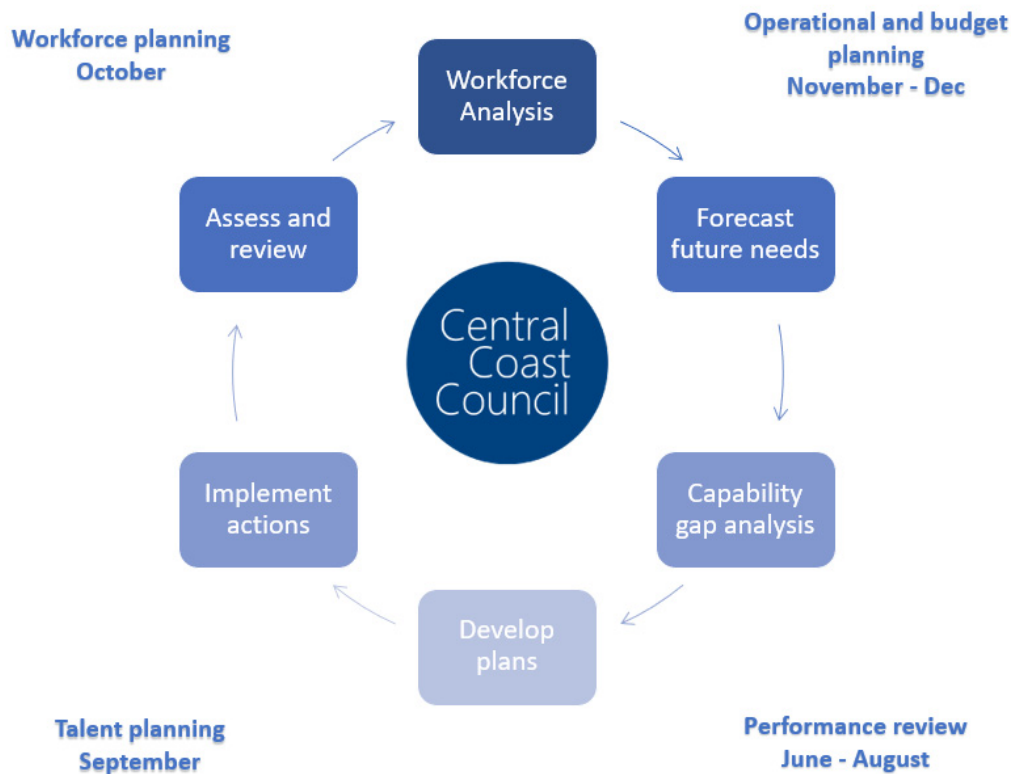 Workforce planning
October
Operational and budget
planning
November - Dec
Workforce
Analysis
Assess and
review
Forecast
future needs
Central
Coast
Council
Implement
actions
Capability
gap analysis
Develop
plans
Talent planning
September
Performance review
June - August